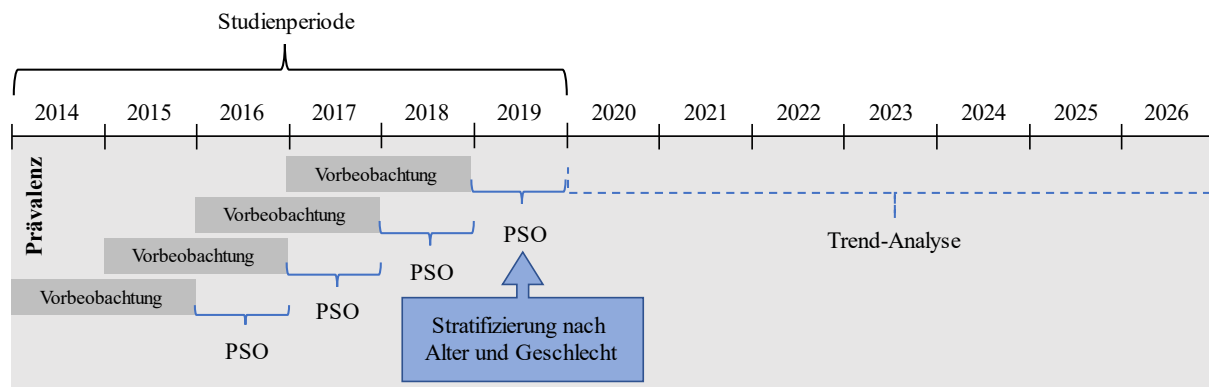 Studienperiode
2014 2015 2016 2017 2018 2019 2020 2021 2022 2023 2024 2025 2026
Prävalenz
Vorbeobachtung
Vorbeobachtung
PSO
Trend-Analyse
Vorbeobachtung
PSO
Vorbeobachtung
PSO
PSO
Stratifizierung nach
Alter und Geschlecht